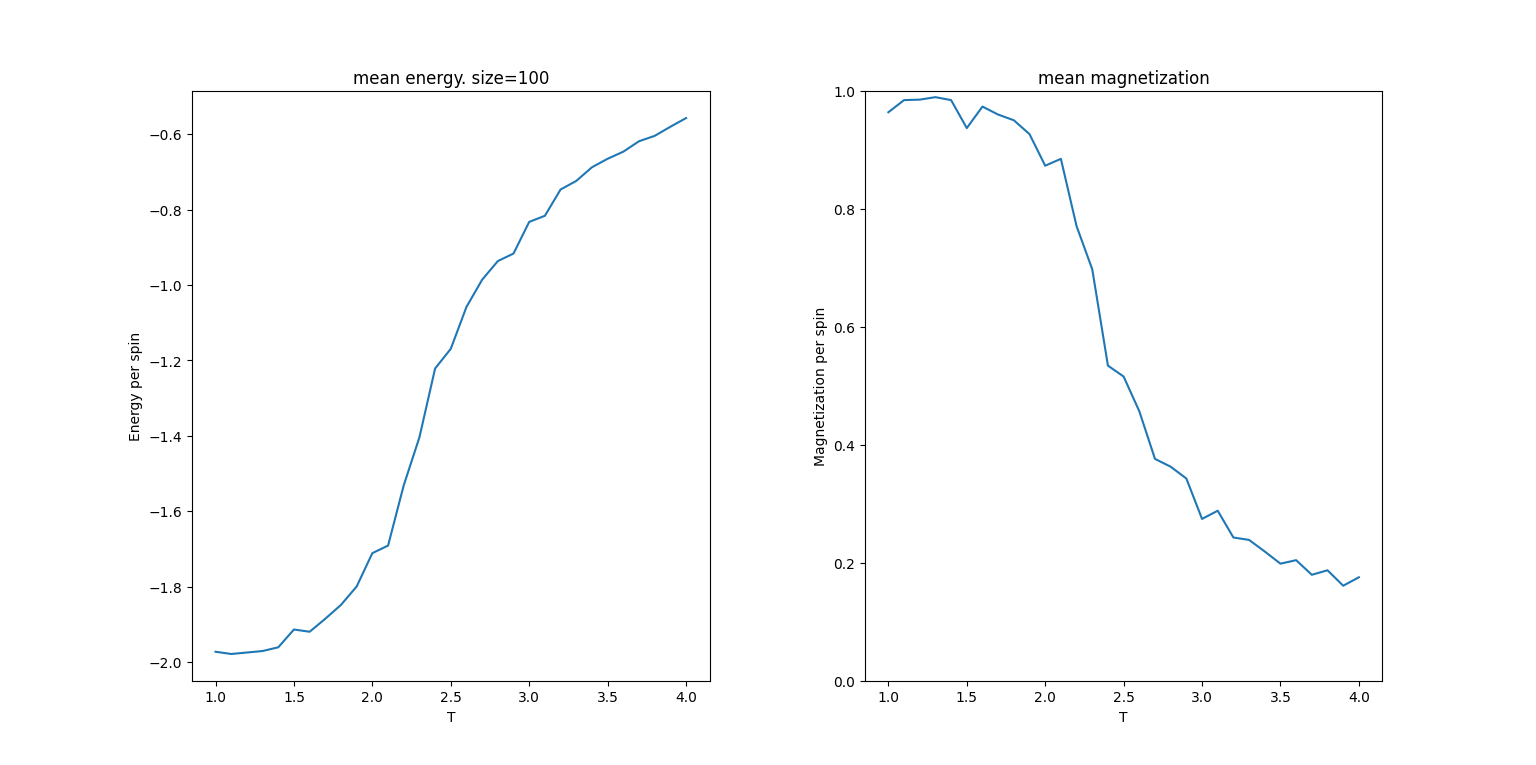 mean energy. size=100
Energy per spin
−0.6
−0.8
−1.0
−1.2
−1.4
−1.6
−1.8
−2.0
1.0 1.5 2.0 2.5 3.0 3.5 4.0
T
mean magnetization
Magnetization per spin
1.0
0.8
0.6
0.4
0.2
0.0
1.0 1.5 2.0 2.5 3.0 3.5 4.0
T